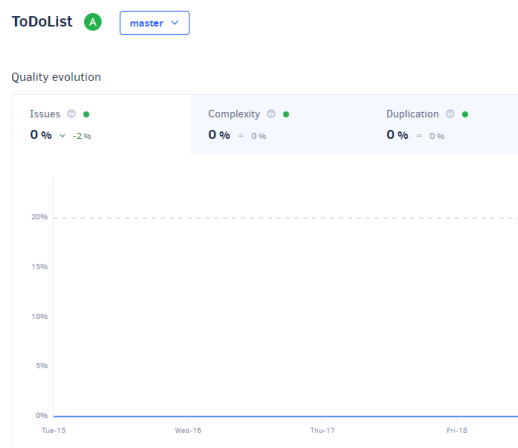 ToDoList A master
Quality evolution
Issues Complexity Duplication
0 % -2 % 0 % = 0 % 0 % = 0 %
20%
15%
10%
5%
0%
Tue-15 Wed-16 Thu-17 Fri-18